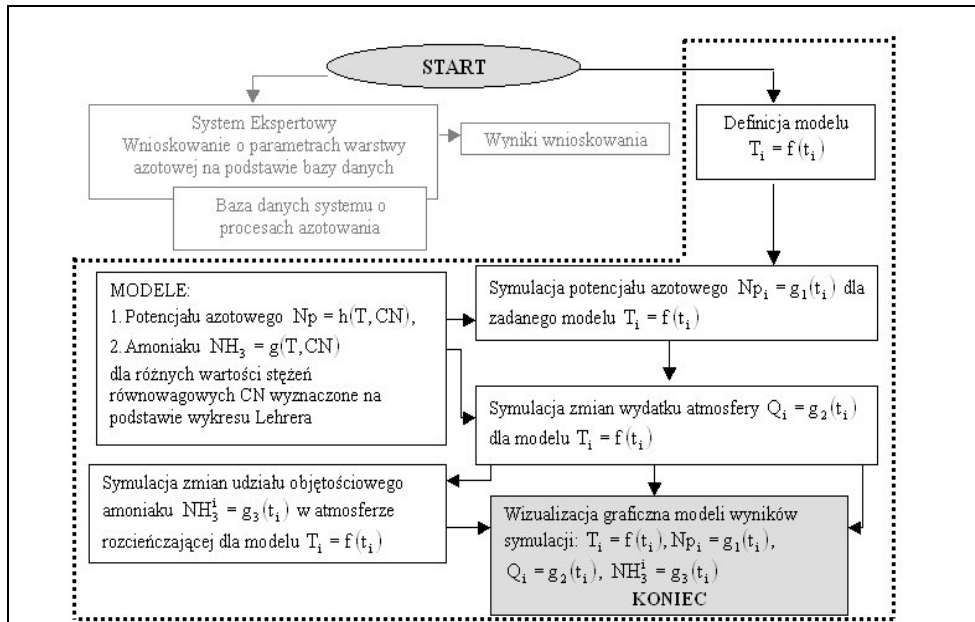 START
System Ekspertowy
Wnioskowanie o parametrach warstwy
azotowej na podstawie bazy danych
Wyniki wnioskowania
Baza danych systemu o
procesach azotowania
Definicja modelu
Tᵢ = f(tᵢ)
MODELE:
1. Potencjału azotowego Np = h(T,CN),
2. Amoniaku NH₃ = g(T,CN)
dla różnych wartości stężeń
równowagowych CN wyznaczone na
podstawie wykresu Lehrera
Symulacja potencjału azotowego Npᵢ = g₁(tᵢ) dla
zadanego modelu Tᵢ = f(tᵢ)
Symulacja zmian wydatku atmosfery Qᵢ = g₂(tᵢ)
dla modelu Tᵢ = f(tᵢ)
Symulacja zmian udziału objętościowego
amoniaku NH₃ⁱ = g₃(tᵢ) w atmosferze
rozcieńczającej dla modelu Tᵢ = f(tᵢ)
Wizualizacja graficzna modeli wyników
symulacji: Tᵢ = f(tᵢ), Npᵢ = g₁(tᵢ),
Qᵢ = g₂(tᵢ), NH₃ⁱ = g₃(tᵢ)
KONIEC